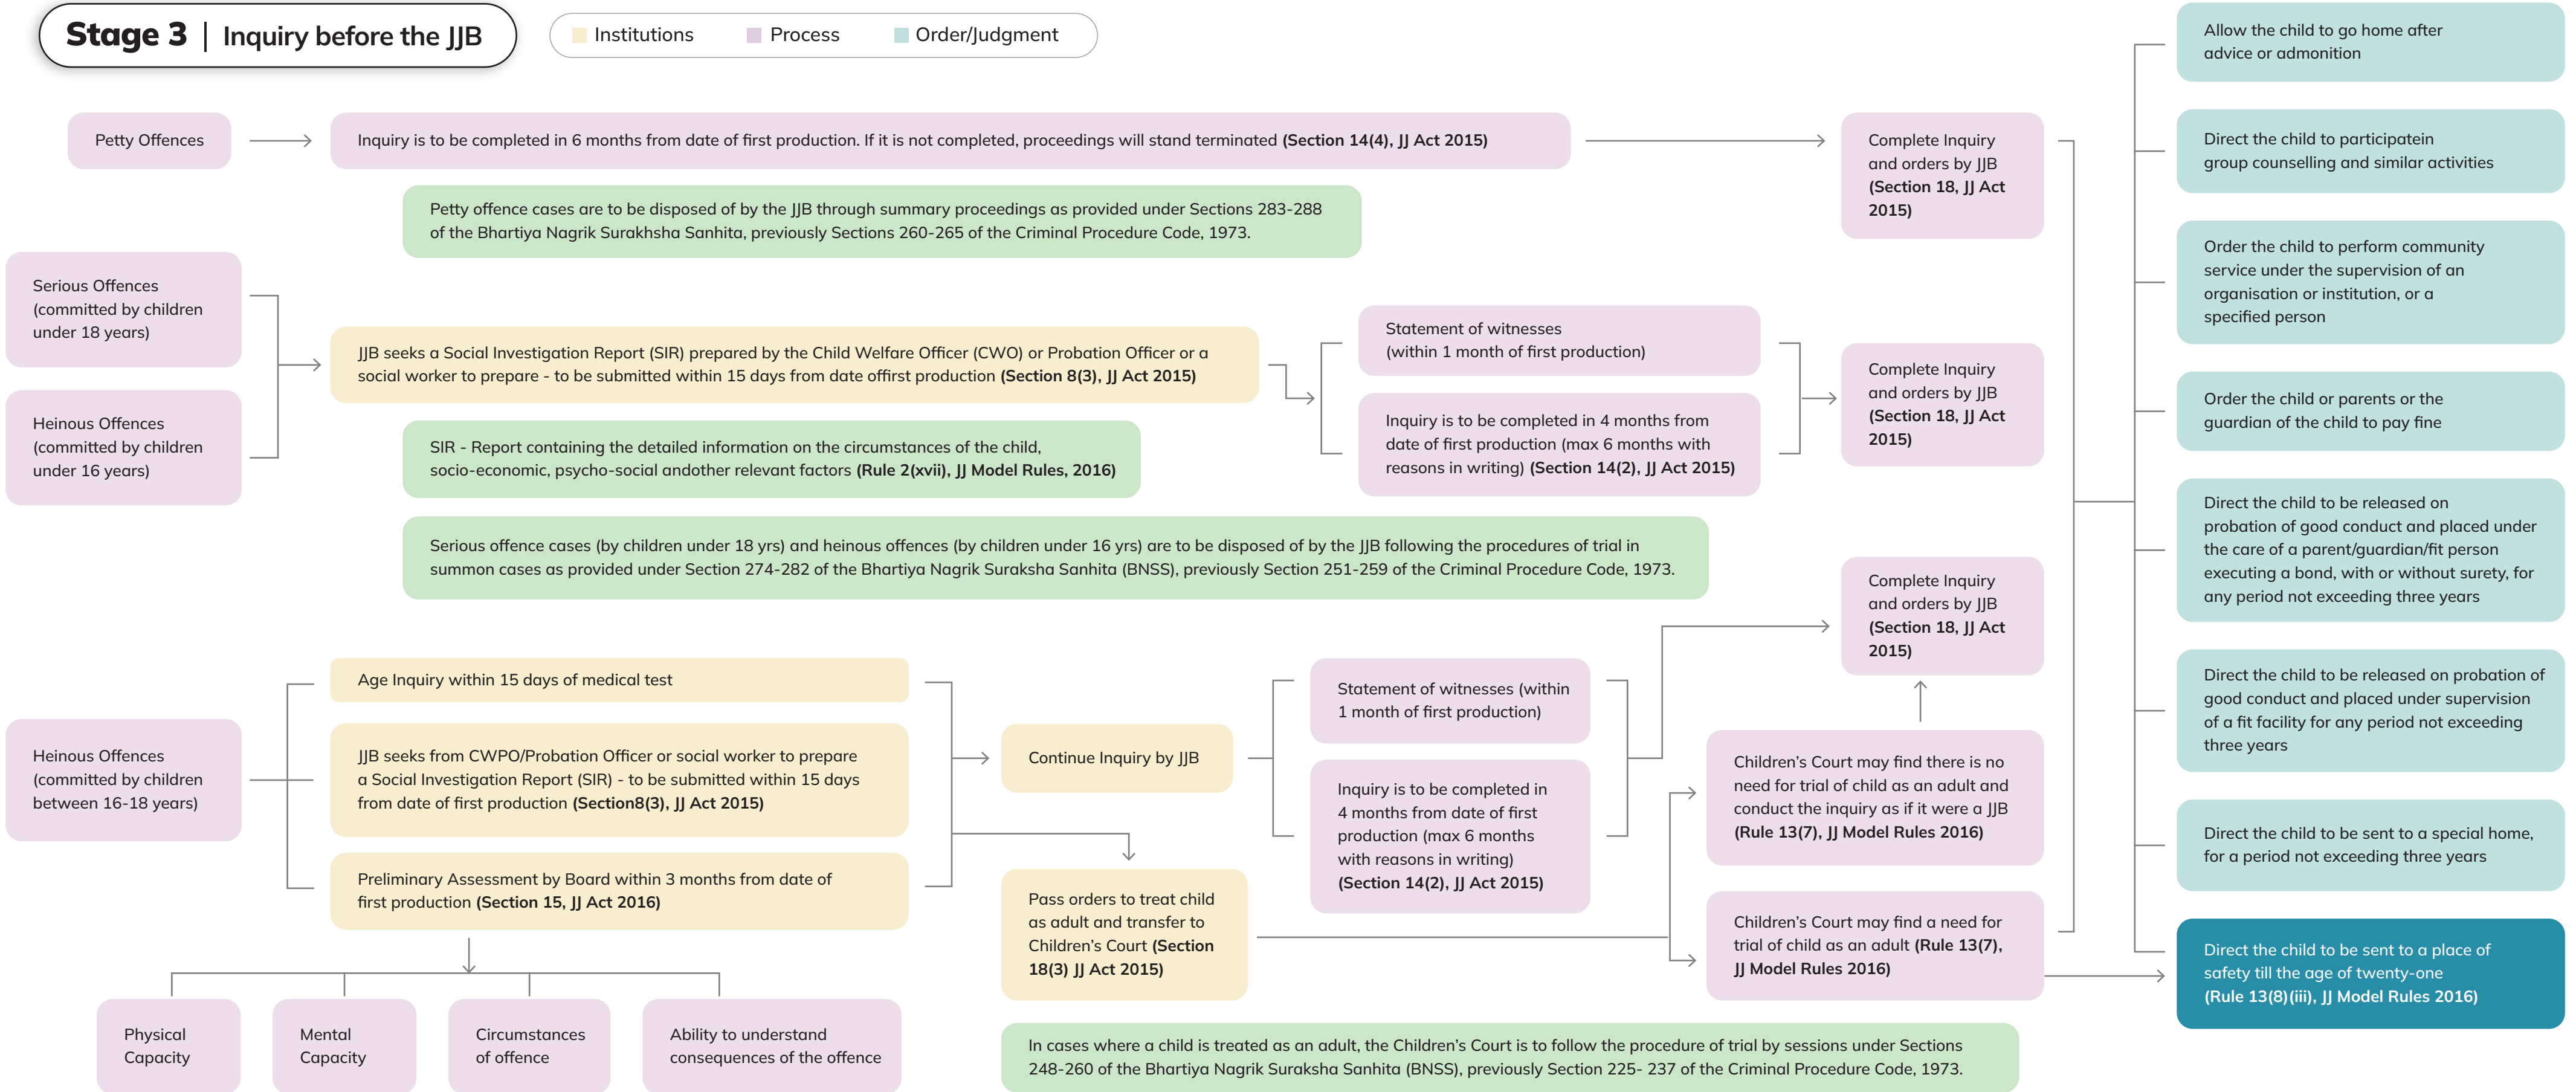 Stage 3 | Inquiry before the JJB
Institutions
Process
Order/Judgment
Petty Offences
Inquiry is to be completed in 6 months from date of first production. If it is not completed, proceedings will stand terminated (Section 14(4), JJ Act 2015)
Complete Inquiry
and orders by JJB
(Section 18, JJ Act
2015)
Petty offence cases are to be disposed of by the JJB through summary proceedings as provided under Sections 283-288
of the Bhartiya Nagrik Surakhsha Sanhita, previously Sections 260-265 of the Criminal Procedure Code, 1973.
Serious Offences
(committed by children
under 18 years)
Heinous Offences
(committed by children
under 16 years)
JJB seeks a Social Investigation Report (SIR) prepared by the Child Welfare Officer (CWO) or Probation Officer or a
social worker to prepare - to be submitted within 15 days from date offirst production (Section 8(3), JJ Act 2015)
Statement of witnesses
(within 1 month of first production)
Inquiry is to be completed in 4 months from
date of first production (max 6 months with
reasons in writing) (Section 14(2), JJ Act 2015)
Complete Inquiry
and orders by JJB
(Section 18, JJ Act
2015)
SIR - Report containing the detailed information on the circumstances of the child,
socio-economic, psycho-social andother relevant factors (Rule 2(xvii), JJ Model Rules, 2016)
Serious offence cases (by children under 18 yrs) and heinous offences (by children under 16 yrs) are to be disposed of by the JJB following the procedures of trial in
summon cases as provided under Section 274-282 of the Bhartiya Nagrik Suraksha Sanhita (BNSS), previously Section 251-259 of the Criminal Procedure Code, 1973.
Heinous Offences
(committed by children
between 16-18 years)
Age Inquiry within 15 days of medical test
JJB seeks from CWPO/Probation Officer or social worker to prepare
a Social Investigation Report (SIR) - to be submitted within 15 days
from date of first production (Section8(3), JJ Act 2015)
Preliminary Assessment by Board within 3 months from date of
first production (Section 15, JJ Act 2016)
Physical
Capacity
Mental
Capacity
Circumstances
of offence
Ability to understand
consequences of the offence
Continue Inquiry by JJB
Pass orders to treat child
as adult and transfer to
Children's Court (Section
18(3) JJ Act 2015)
Statement of witnesses (within
1 month of first production)
Inquiry is to be completed in
4 months from date of first
production (max 6 months
with reasons in writing)
(Section 14(2), JJ Act 2015)
Complete Inquiry
and orders by JJB
(Section 18, JJ Act
2015)
Children's Court may find there is no
need for trial of child as an adult and
conduct the inquiry as if it were a JJB
(Rule 13(7), JJ Model Rules 2016)
Children's Court may find a need for
trial of child as an adult (Rule 13(7),
JJ Model Rules 2016)
In cases where a child is treated as an adult, the Children's Court is to follow the procedure of trial by sessions under Sections
248-260 of the Bhartiya Nagrik Suraksha Sanhita (BNSS), previously Section 225- 237 of the Criminal Procedure Code, 1973.
Allow the child to go home after
advice or admonition
Direct the child to participatein
group counselling and similar activities
Order the child to perform community
service under the supervision of an
organisation or institution, or a
specified person
Order the child or parents or the
guardian of the child to pay fine
Direct the child to be released on
probation of good conduct and placed under
the care of a parent/guardian/fit person
executing a bond, with or without surety, for
any period not exceeding three years
Direct the child to be released on probation of
good conduct and placed under supervision
of a fit facility for any period not exceeding
three years
Direct the child to be sent to a special home,
for a period not exceeding three years
Direct the child to be sent to a place of
safety till the age of twenty-one
(Rule 13(8)(iii), JJ Model Rules 2016)